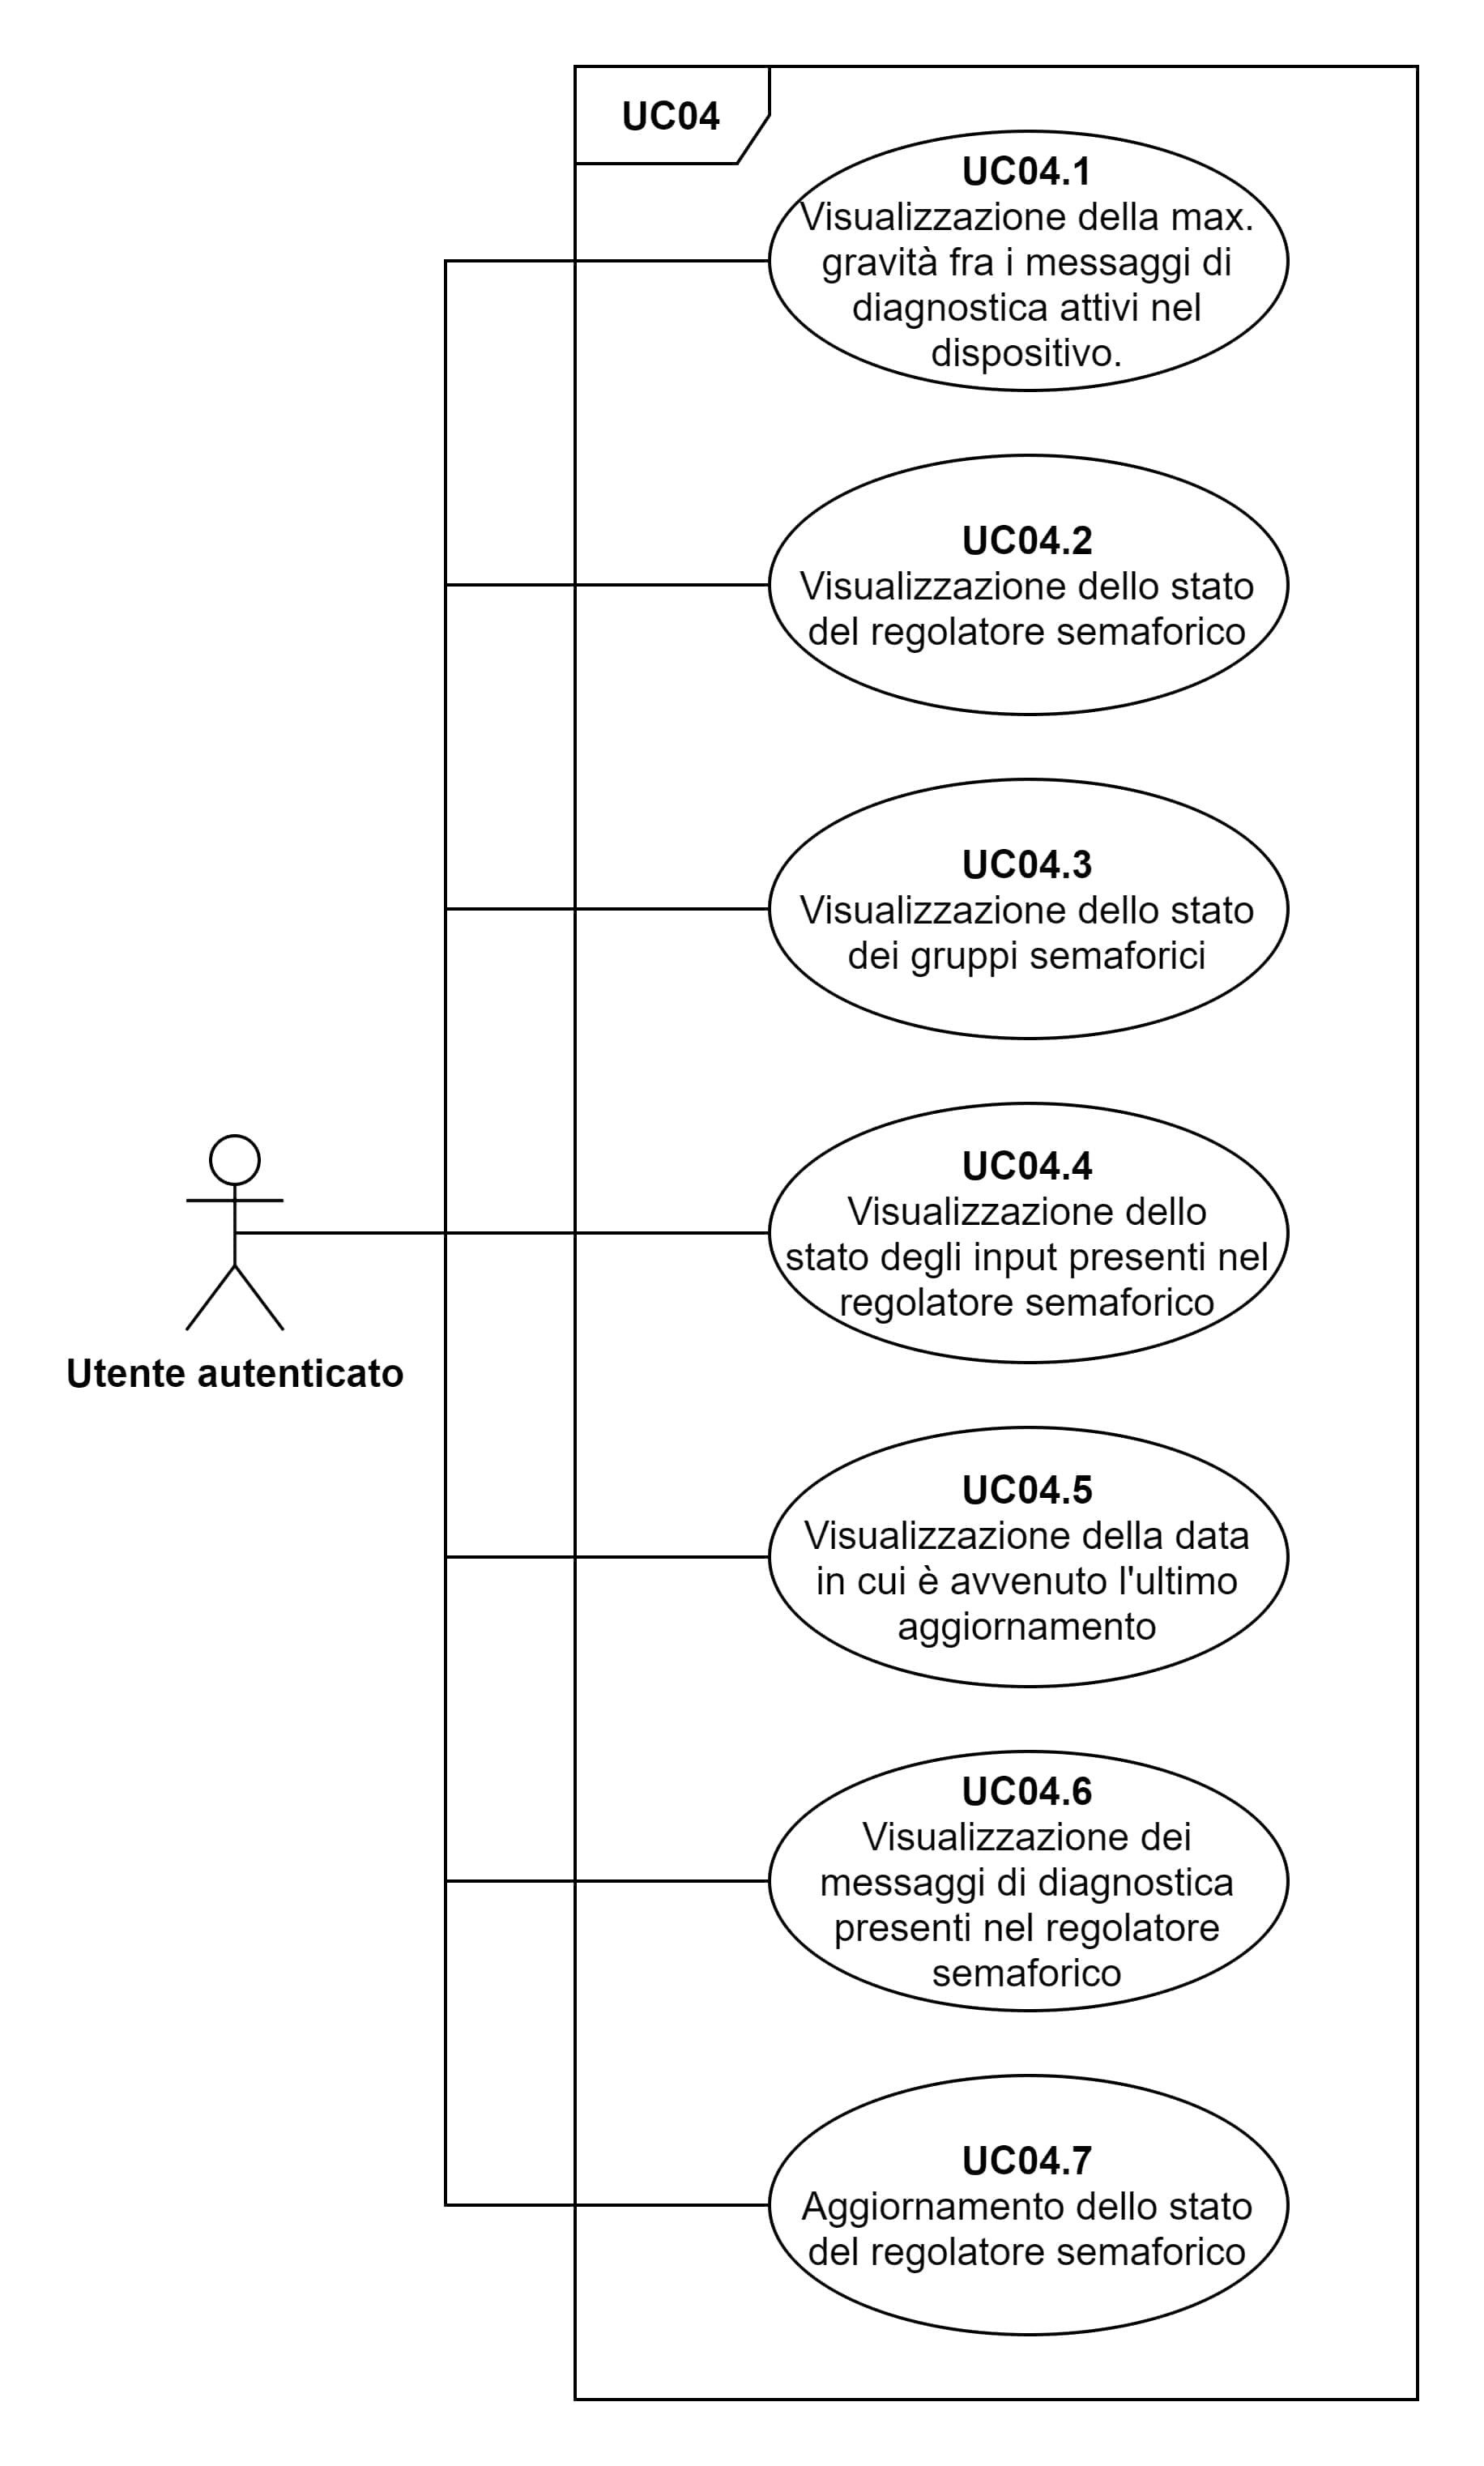 UC04
UC04.1
Visualizzazione della max.
gravità fra i messaggi di
diagnostica attivi nel
dispositivo.
UC04.2
Visualizzazione dello stato
del regolatore semaforico
UC04.3
Visualizzazione dello stato
dei gruppi semaforici
UC04.4
Visualizzazione dello
stato degli input presenti nel
regolatore semaforico
Utente autenticato
UC04.5
Visualizzazione della data
in cui è avvenuto l'ultimo
aggiornamento
UC04.6
Visualizzazione dei
messaggi di diagnostica
presenti nel regolatore
semaforico
UC04.7
Aggiornamento dello stato
del regolatore semaforico